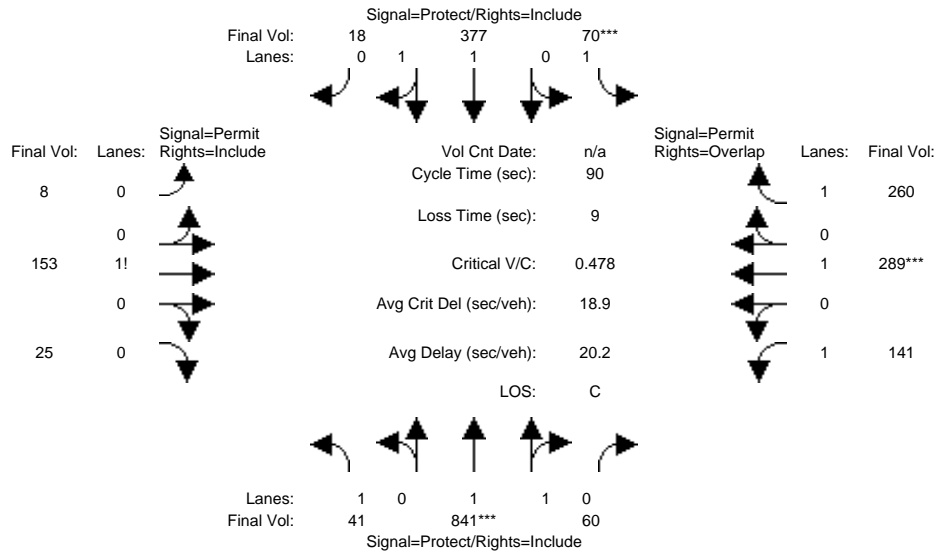 Signal=Protect/Rights=Include
Final Vol: 18 377 70***
Lanes: 0 1 1 0 1
Signal=Permit Signal=Permit
Final Vol: Lanes: Rights=Include Vol Cnt Date: n/a Rights=Overlap Lanes: Final Vol:
Cycle Time (sec): 90
8 0 1 260
Loss Time (sec): 9
0 0
153 1! Critical V/C: 0.478 1 289***
0 Avg Crit Del (sec/veh): 18.9 0
25 0 Avg Delay (sec/veh): 20.2 1 141
LOS: C
Lanes: 1 0 1 1 0
Final Vol: 41 841*** 60
Signal=Protect/Rights=Include